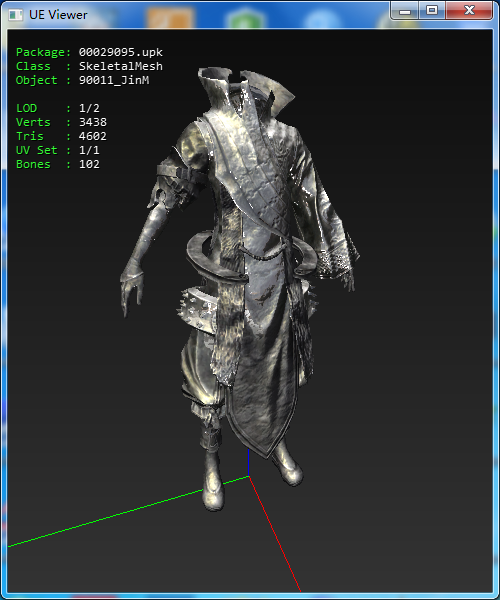 UE Viewer
Package: 00029095.upk
Class : SkeletalMesh
Object : 90011_JinM
LOD : 1/2
Verts : 3438
Tris : 4602
UV Set : 1/1
Bones : 102